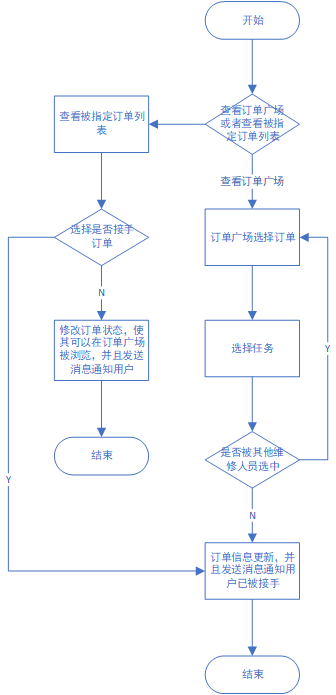 开始
查看订单广场
或者查看被指
定订单列表
查看被指定订单列
表
查看订单广场
选择是否接手
订单
订单广场选择订单
N
修改订单状态，使
其可以在订单广场
被浏览，并且发送
消息通知用户
选择任务
Y
结束
是否被其他维
修人员选中
Y
N
订单信息更新，并
且发送消息通知用
户已被接手
结束